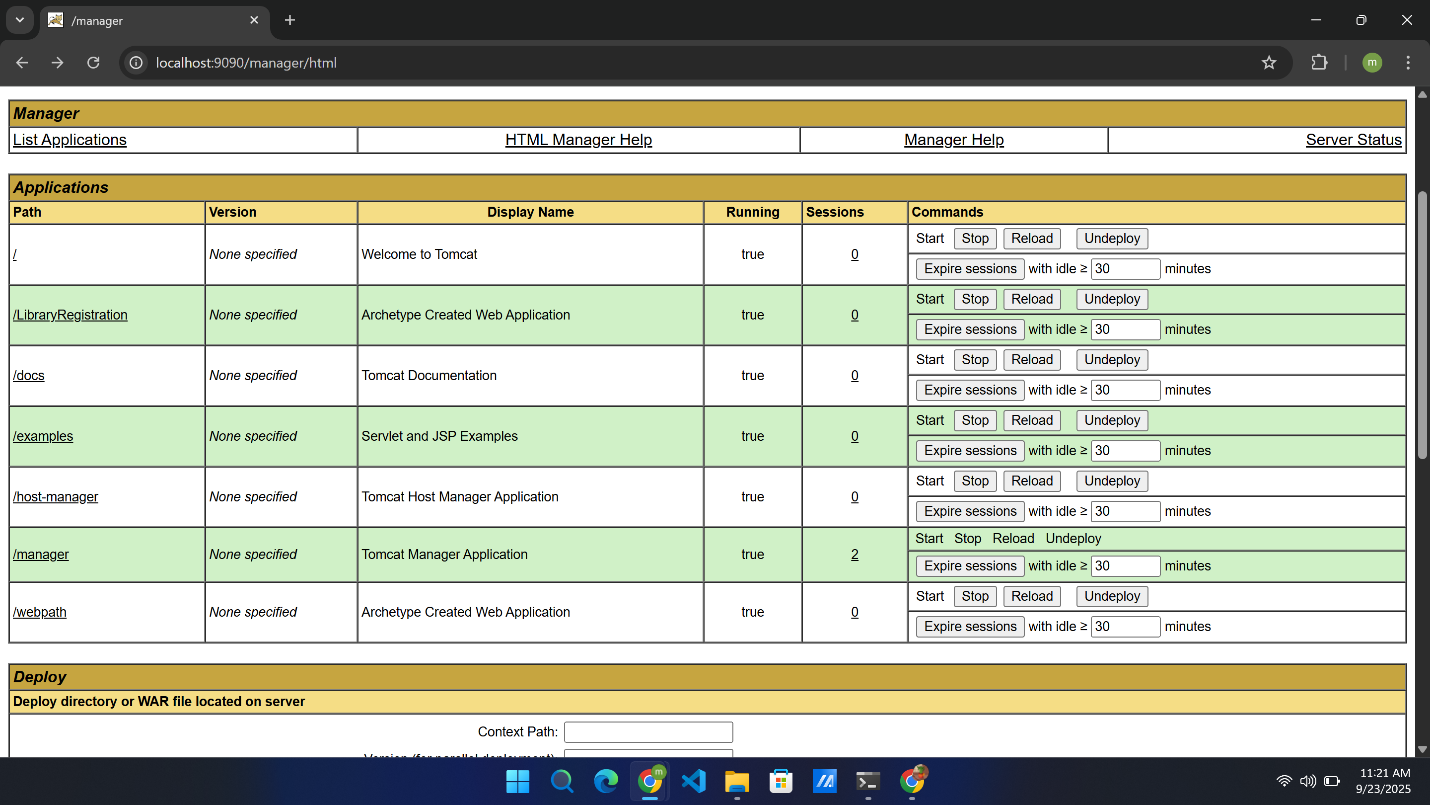 /manager
localhost:9090/manager/html
m
Manager
List Applications HTML Manager Help Manager Help Server Status
Applications
Path Version Display Name Running Sessions Commands
/ None specified Welcome to Tomcat true 0 Start Stop Reload Undeploy
Expire sessions with idle ≥ 30 minutes
/LibraryRegistration None specified Archetype Created Web Application true 0 Start Stop Reload Undeploy
Expire sessions with idle ≥ 30 minutes
/docs None specified Tomcat Documentation true 0 Start Stop Reload Undeploy
Expire sessions with idle ≥ 30 minutes
/examples None specified Servlet and JSP Examples true 0 Start Stop Reload Undeploy
Expire sessions with idle ≥ 30 minutes
/host-manager None specified Tomcat Host Manager Application true 0 Start Stop Reload Undeploy
Expire sessions with idle ≥ 30 minutes
/manager None specified Tomcat Manager Application true 2 Start Stop Reload Undeploy
Expire sessions with idle ≥ 30 minutes
/webpath None specified Archetype Created Web Application true 0 Start Stop Reload Undeploy
Expire sessions with idle ≥ 30 minutes
Deploy
Deploy directory or WAR file located on server
Context Path:
m
11:21 AM
9/23/2025